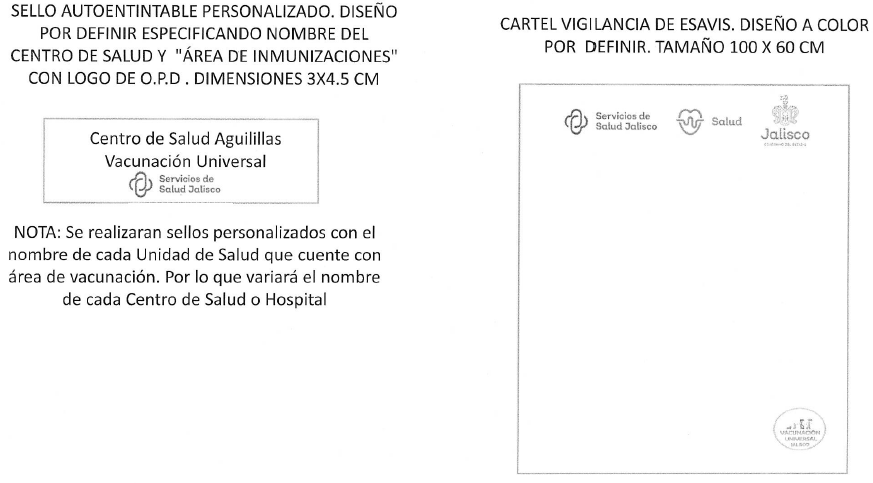 SELLO AUTOENTINTABLE PERSONALIZADO. DISEÑO
POR DEFINIR ESPECIFICANDO NOMBRE DEL
CENTRO DE SALUD Y "ÁREA DE INMUNIZACIONES"
CON LOGO DE O.P.D . DIMENSIONES 3X4.5 CM
Centro de Salud Aguilillas
Vacunación Universal
Servicios de
Salud Jalisco
NOTA: Se realizaran sellos personalizados con el
nombre de cada Unidad de Salud que cuente con
área de vacunación. Por lo que variará el nombre
de cada Centro de Salud o Hospital
CARTEL VIGILANCIA DE ESAVIS. DISEÑO A COLOR
POR DEFINIR. TAMAÑO 100 X 60 CM
Servicios de
Salud Jalisco
Salud
Jalisco
GOBIERNO DEL ESTADO
VACUNACIÓN
UNIVERSAL
JALISCO